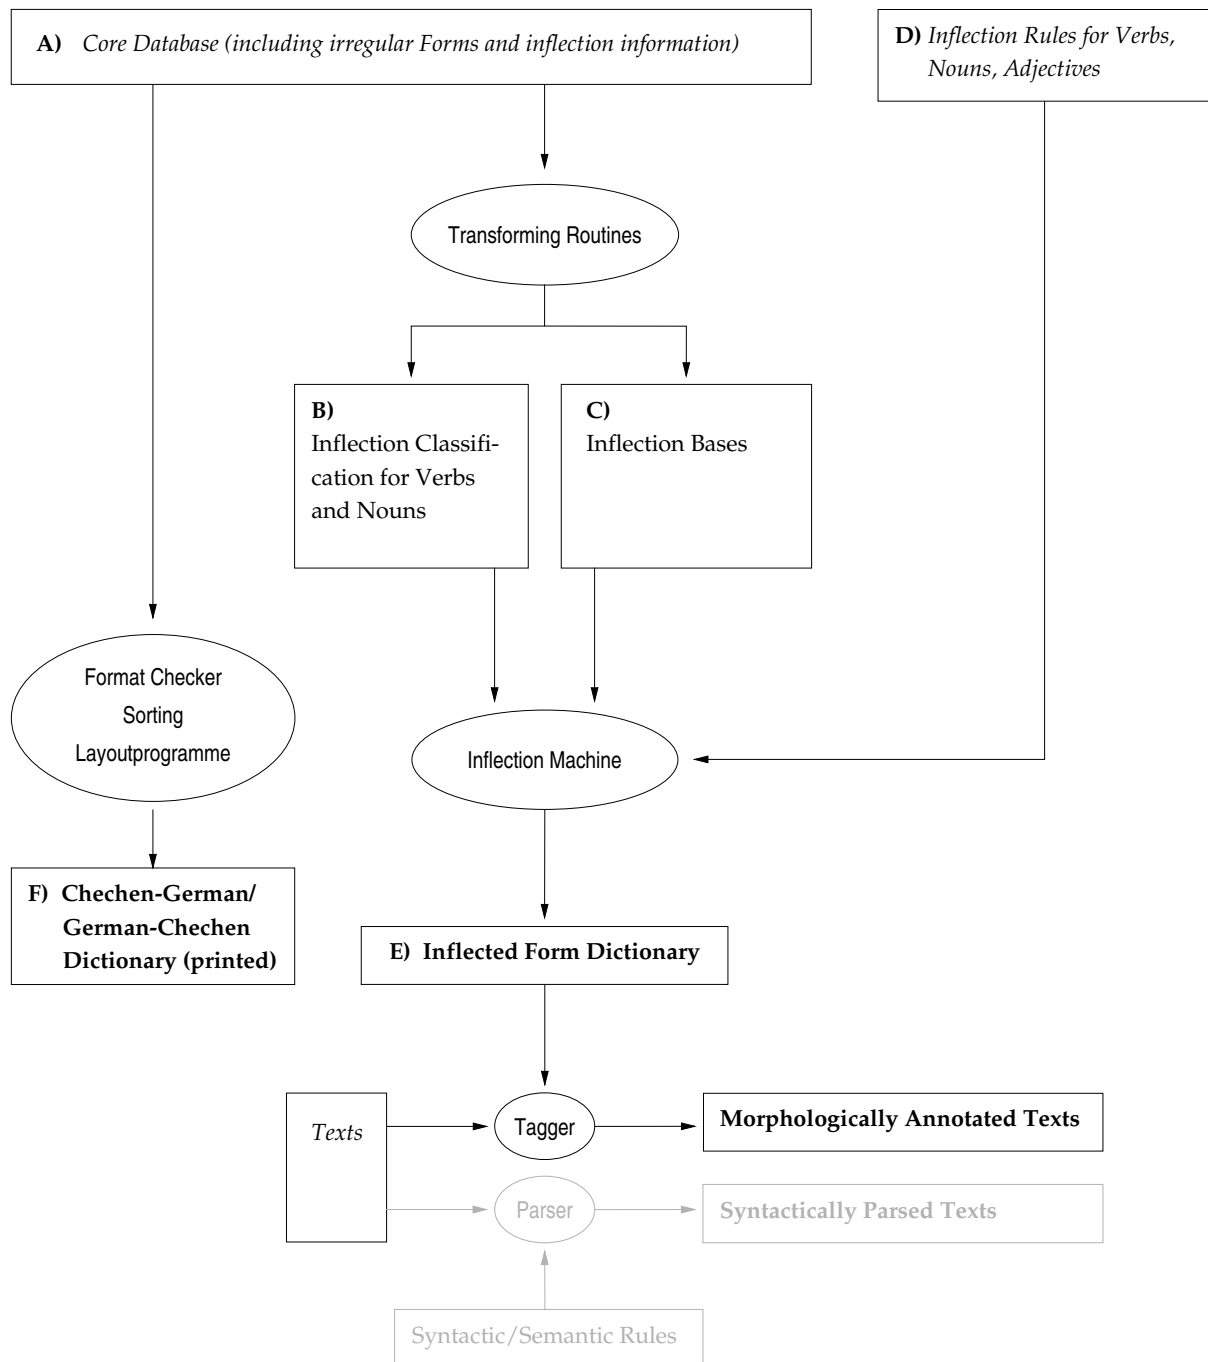 A) Core Database (including irregular Forms and inflection information)
D) Inflection Rules for Verbs,
Nouns, Adjectives
Transforming Routines
B)
Inflection Classifi-
cation for Verbs
and Nouns
C)
Inflection Bases
Format Checker
Sorting
Layoutprogramme
Inflection Machine
F) Chechen-German/
German-Chechen
Dictionary (printed)
E) Inflected Form Dictionary
Texts
Tagger
Morphologically Annotated Texts
Parser
Syntactically Parsed Texts
Syntactic/Semantic Rules